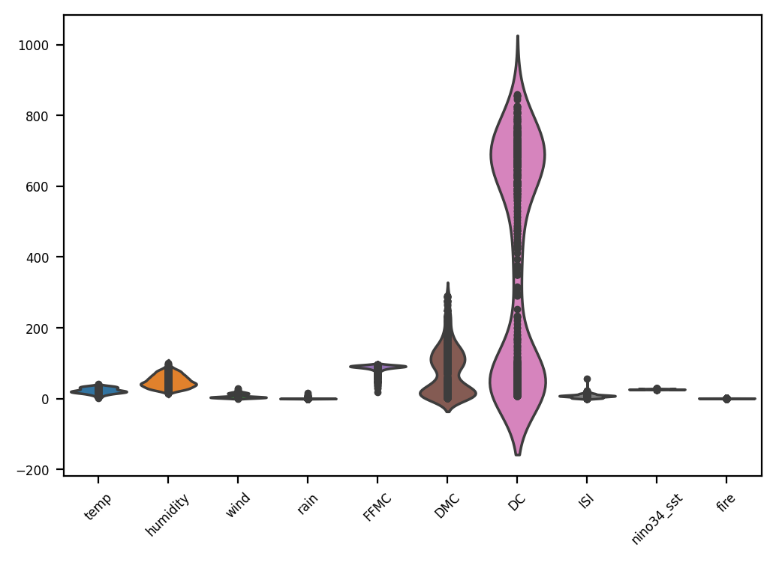 1000
800
600
400
200
0
−200
temp
humidity
wind
rain
FFMC
DMC
DC
ISI
nino34_sst
fire